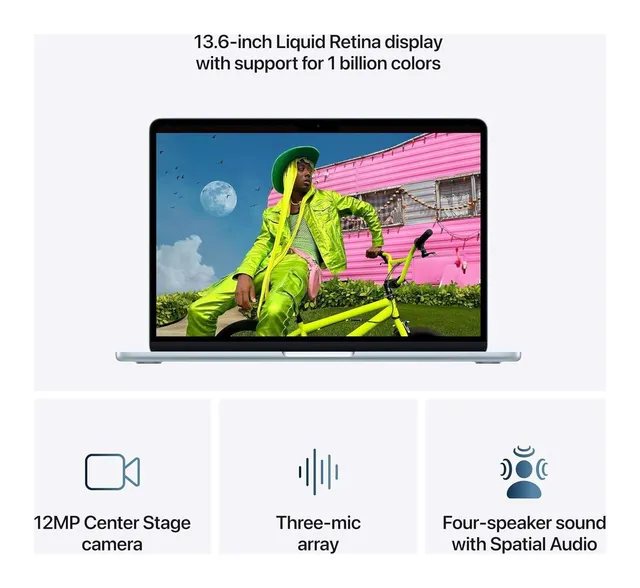 13.6-inch Liquid Retina display
with support for 1 billion colors
12MP Center Stage
camera
Three-mic
array
Four-speaker sound
with Spatial Audio